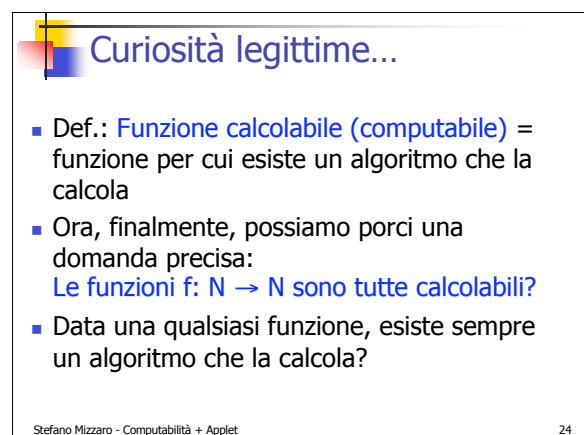 Curiosità legittime…
Def.: Funzione calcolabile (computabile) =
funzione per cui esiste un algoritmo che la
calcola
Ora, finalmente, possiamo porci una
domanda precisa:
Le funzioni f: N → N sono tutte calcolabili?
Data una qualsiasi funzione, esiste sempre
un algoritmo che la calcola?
Stefano Mizzaro - Computabilità + Applet 24